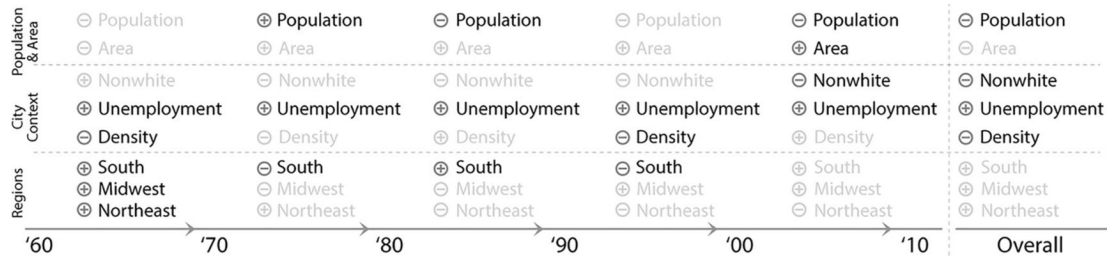 Population & Area
⊖ Population ⊕ Population ⊖ Population ⊖ Population ⊖ Population ⊖ Population
⊖ Area ⊕ Area ⊕ Area ⊕ Area ⊕ Area ⊖ Area
City Context
⊕ Nonwhite ⊖ Nonwhite ⊖ Nonwhite ⊖ Nonwhite ⊖ Nonwhite ⊖ Nonwhite
⊕ Unemployment ⊕ Unemployment ⊕ Unemployment ⊕ Unemployment ⊕ Unemployment ⊕ Unemployment
⊖ Density ⊖ Density ⊕ Density ⊖ Density ⊕ Density ⊖ Density
Regions
⊕ South ⊖ South ⊕ South ⊖ South ⊕ South ⊕ South
⊕ Midwest ⊖ Midwest ⊖ Midwest ⊖ Midwest ⊕ Midwest ⊕ Midwest
⊕ Northeast ⊕ Northeast ⊖ Northeast ⊖ Northeast ⊖ Northeast ⊕ Northeast
‘60 ‘70 ‘80 ‘90 ‘00 ‘10 Overall